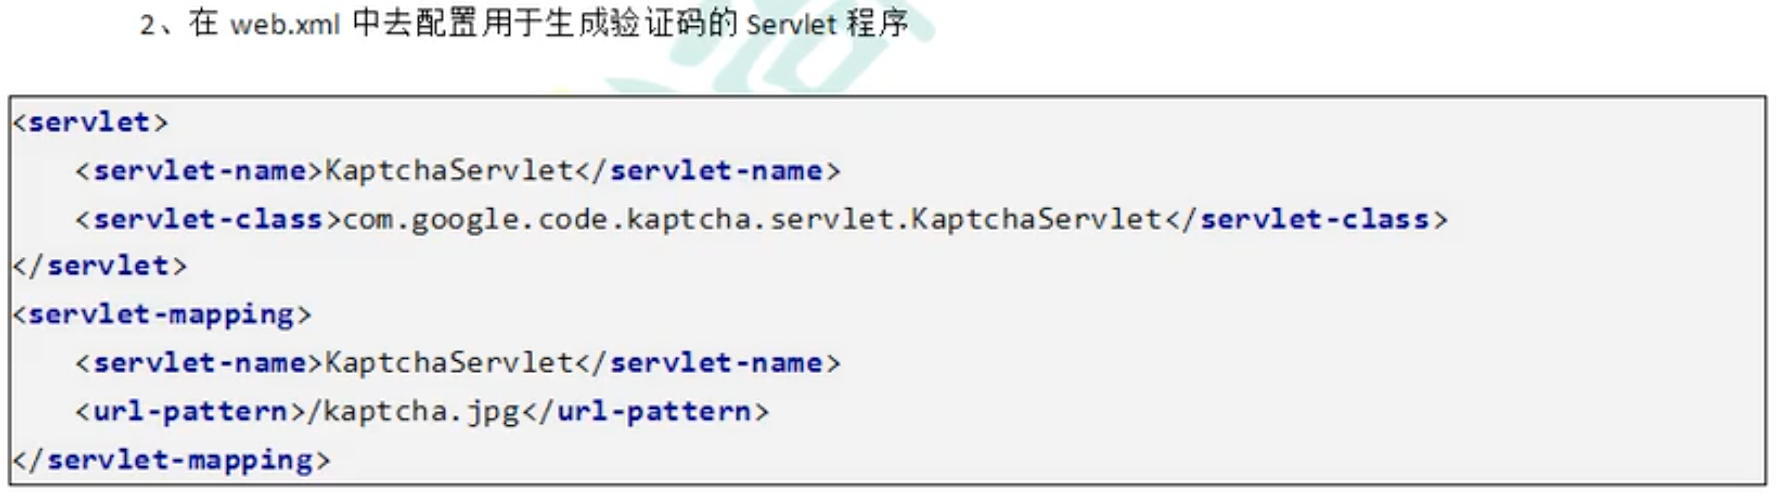 2、在 web.xml 中去配置用于生成验证码的 Servlet 程序
<servlet>
<servlet-name>KaptchaServlet</servlet-name>
<servlet-class>com.google.code.kaptcha.servlet.KaptchaServlet</servlet-class>
</servlet>
<servlet-mapping>
<servlet-name>KaptchaServlet</servlet-name>
<url-pattern>/kaptcha.jpg</url-pattern>
</servlet-mapping>